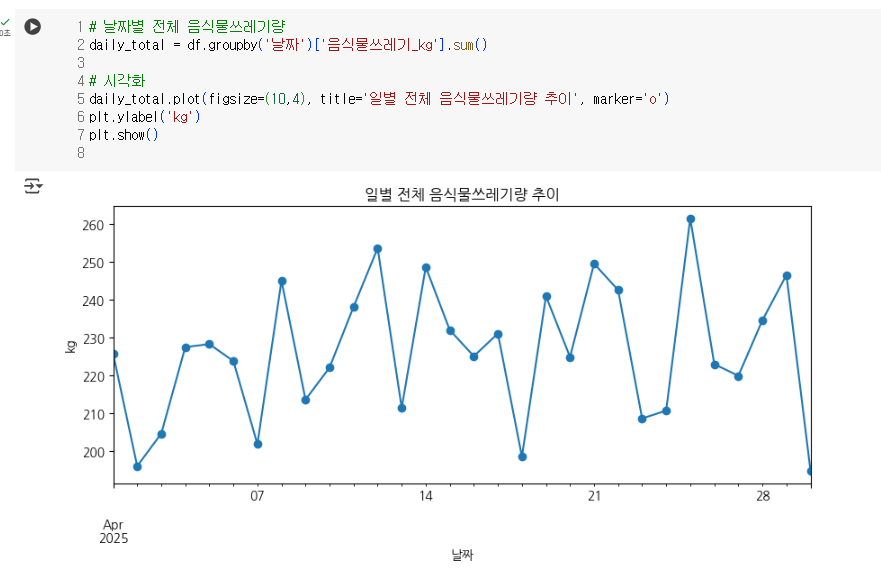 0초
1 # 날짜별 전체 음식물쓰레기량
2 daily_total = df.groupby('날짜')['음식물쓰레기_kg'].sum()
3
4 # 시각화
5 daily_total.plot(figsize=(10,4), title='일별 전체 음식물쓰레기량 추이', marker='o')
6 plt.ylabel('kg')
7 plt.show()
8
일별 전체 음식물쓰레기량 추이
260
250
240
230
220
210
200
kg
07 14 21 28
Apr
2025
날짜